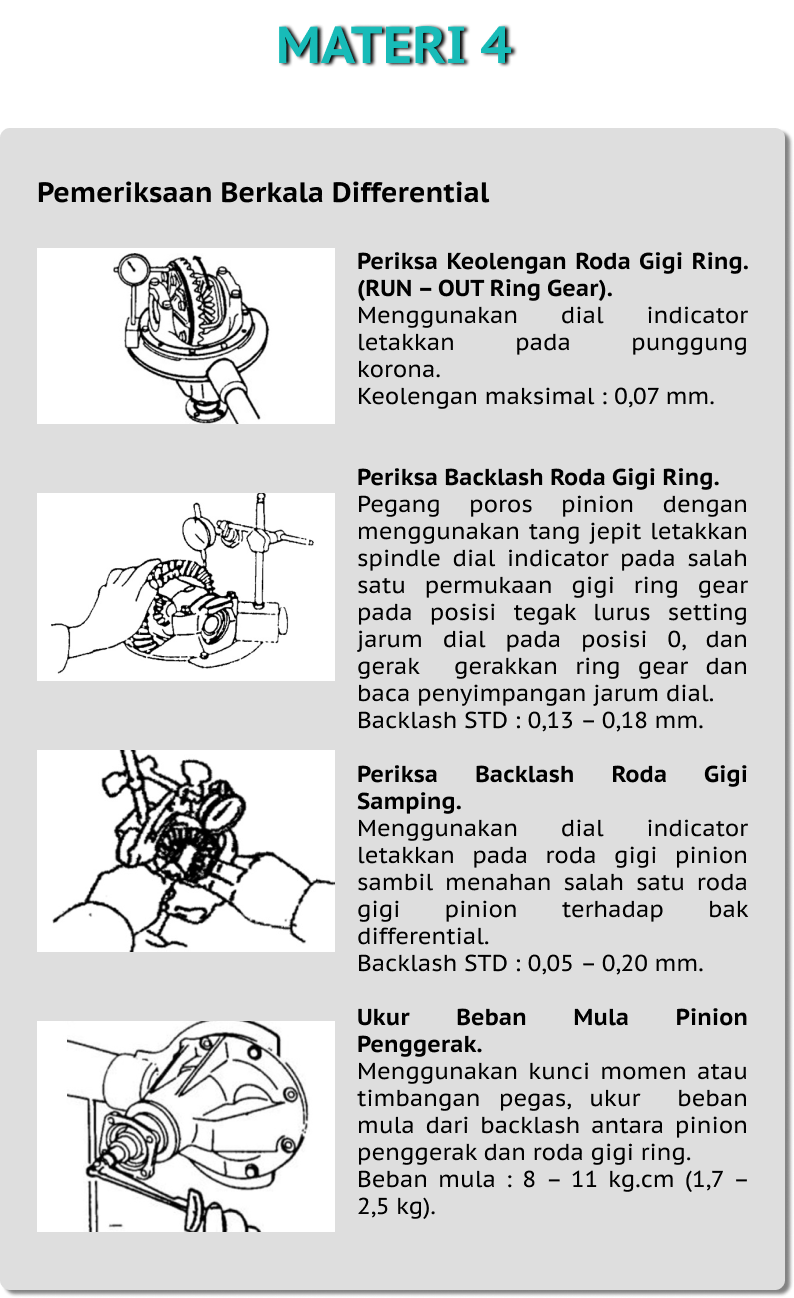 MATERI 4
Pemeriksaan Berkala Differential
Periksa Keolengan Roda Gigi Ring.
(RUN – OUT Ring Gear).
Menggunakan dial indicator
letakkan pada punggung
korona.
Keolengan maksimal : 0,07 mm.
Periksa Backlash Roda Gigi Ring.
Pegang poros pinion dengan
menggunakan tang jepit letakkan
spindle dial indicator pada salah
satu permukaan gigi ring gear
pada posisi tegak lurus setting
jarum dial pada posisi 0, dan
gerak gerakkan ring gear dan
baca penyimpangan jarum dial.
Backlash STD : 0,13 – 0,18 mm.
Periksa Backlash Roda Gigi
Samping.
Menggunakan dial indicator
letakkan pada roda gigi pinion
sambil menahan salah satu roda
gigi pinion terhadap bak
differential.
Backlash STD : 0,05 – 0,20 mm.
Ukur Beban Mula Pinion
Penggerak.
Menggunakan kunci momen atau
timbangan pegas, ukur beban
mula dari backlash antara pinion
penggerak dan roda gigi ring.
Beban mula : 8 – 11 kg.cm (1,7 –
2,5 kg).